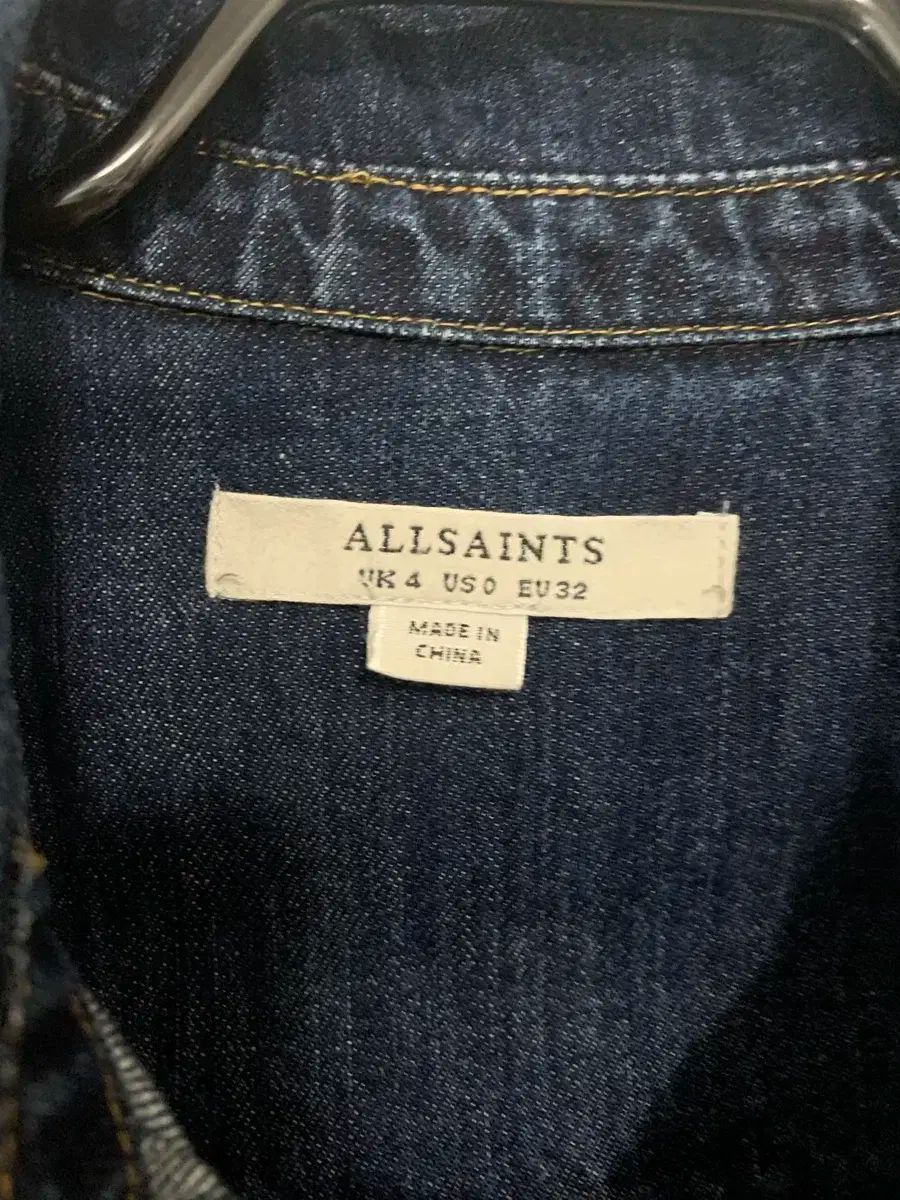 ALLSAINTS
UK 4 US 0 EU 32
MADE IN
CHINA